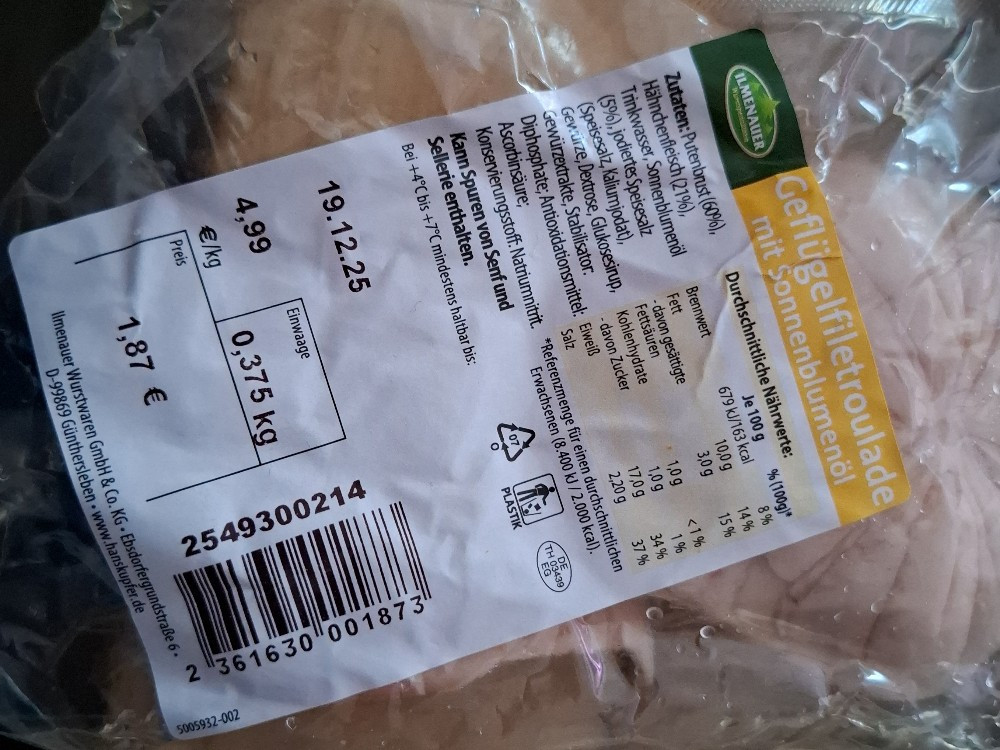 ILMENAUER
Geflügelfiletroulade
mit Sonnenblumenöl
Zutaten: Putenbrust (60%),
Hähnchenfleisch (21%),
Trinkwasser, Sonnenblumenöl
(5%), jodiertes Speisesalz
(Speisesalz, Kaliumjodat),
Gewürze, Dextrose, Glukosesirup,
Gewürzextrakte, Stabilisator:
Diphosphate, Antioxidationsmittel:
Ascorbinsäure;
Konservierungsstoff: Natriumnitrit.
Kann Spuren von Senf und
Sellerie enthalten.
Bei +4°C bis +7°C mindestens haltbar bis:
19.12.25
Durchschnittliche Nährwerte:
Je 100 g % (100g)*
Brennwert 679 kJ/163 kcal 8 %
Fett 10,0 g 14 %
- davon gesättigte
Fettsäuren 3,0 g 15 %
Kohlenhydrate 1,0 g <1 %
- davon Zucker 1,0 g 1 %
Eiweiß 17,0 g 34 %
Salz 2,20 g 37 %
*Referenzmenge für einen durchschnittlichen
Erwachsenen (8.400 kJ / 2.000 kcal).
07
O
PLASTIK
DE
TH 03439
EG
4,99
€/kg
Einwaage
0,375 kg
Preis
1,87 €
2549300214
2 361630 001873
Ilmenauer Wurstwaren GmbH & Co. KG • Ebsdorfergrundstraße 6 •
D-99869 Günthersleben • www.hanskupfer.de
5005932-002